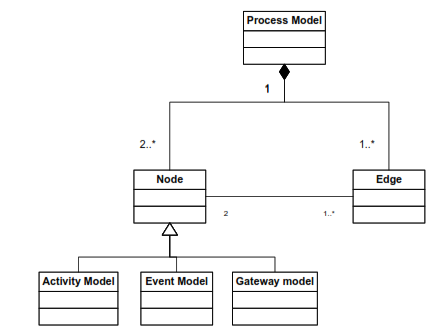 Process Model
1
2..*
1..*
Node
Edge
2
1..*
Activity Model
Event Model
Gateway model